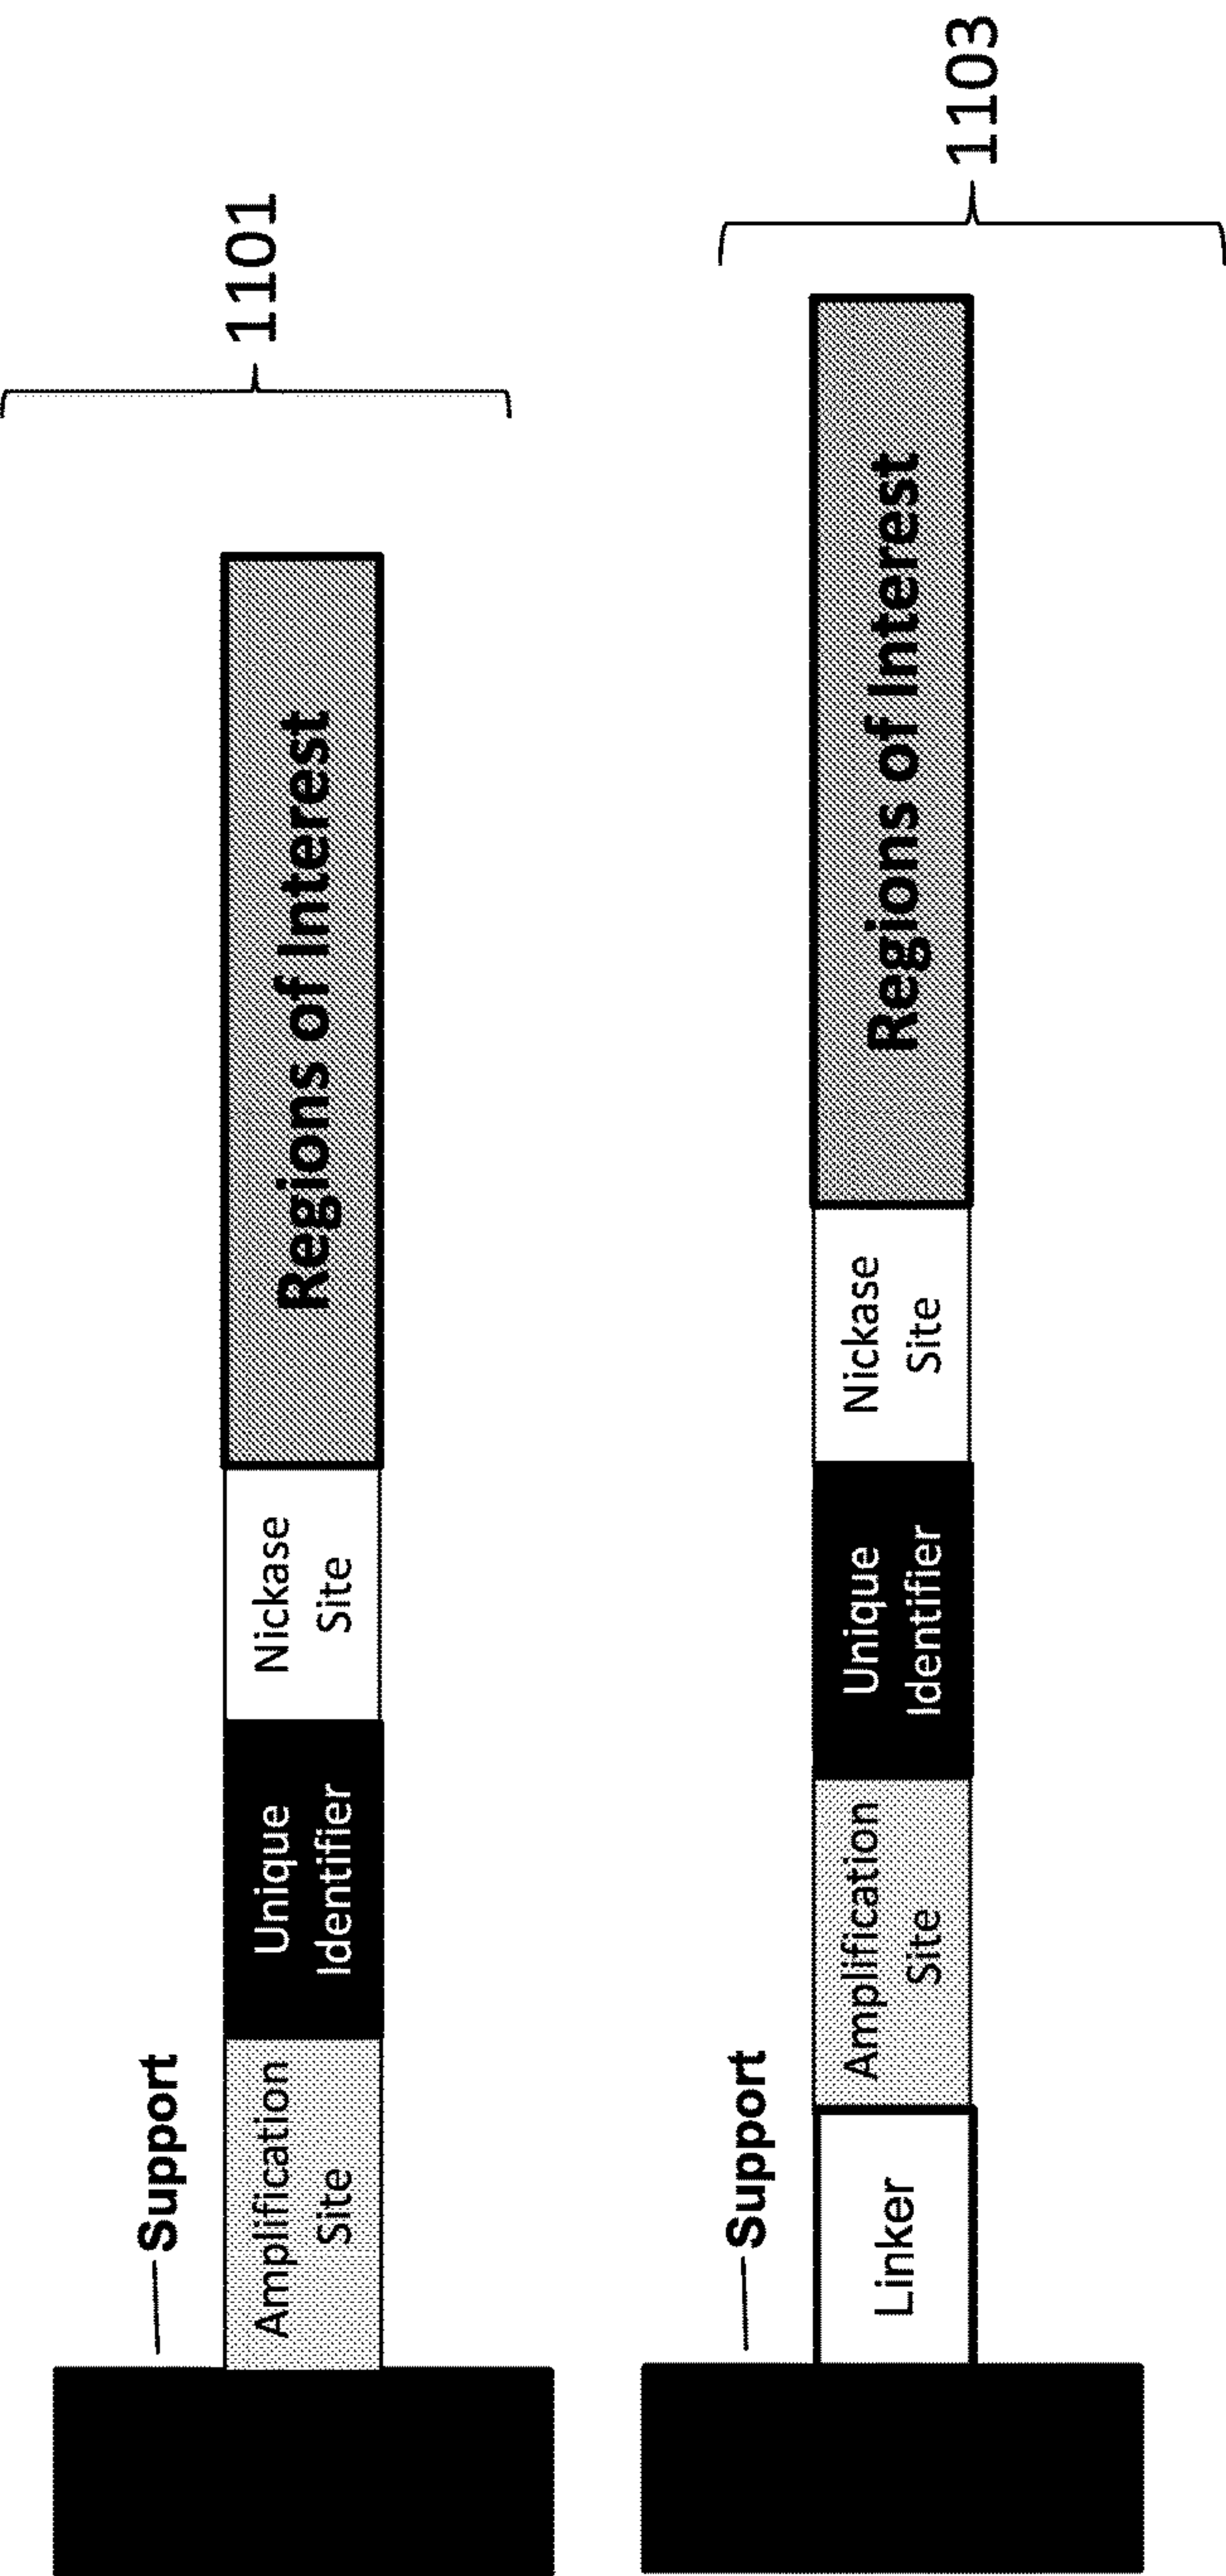 Support
Amplification
Site
Unique
Identifier
Nickase
Site
Regions of Interest
1101
Support
Linker
Amplification
Site
Unique
Identifier
Nickase
Site
Regions of Interest
1103